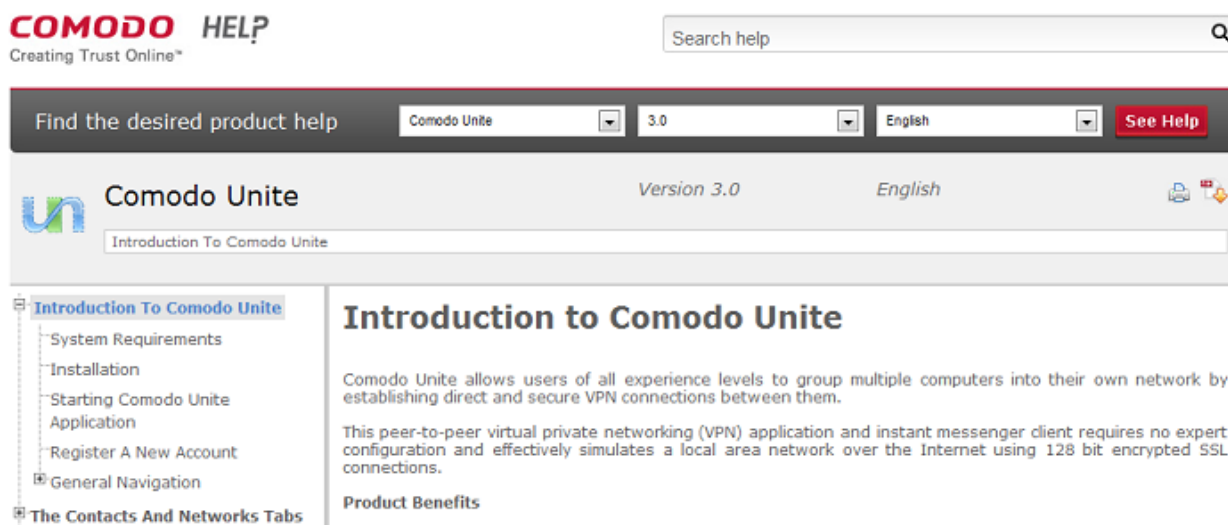 COMODO HELP
Creating Trust Online™
Search help
Find the desired product help
Comodo Unite
3.0
English
See Help
un
Comodo Unite
Version 3.0
English
Introduction To Comodo Unite
Introduction To Comodo Unite
System Requirements
Installation
Starting Comodo Unite
Application
Register A New Account
General Navigation
The Contacts And Networks Tabs
Introduction to Comodo Unite
Comodo Unite allows users of all experience levels to group multiple computers into their own network by
establishing direct and secure VPN connections between them.
This peer-to-peer virtual private networking (VPN) application and instant messenger client requires no expert
configuration and effectively simulates a local area network over the Internet using 128 bit encrypted SSL
connections.
Product Benefits